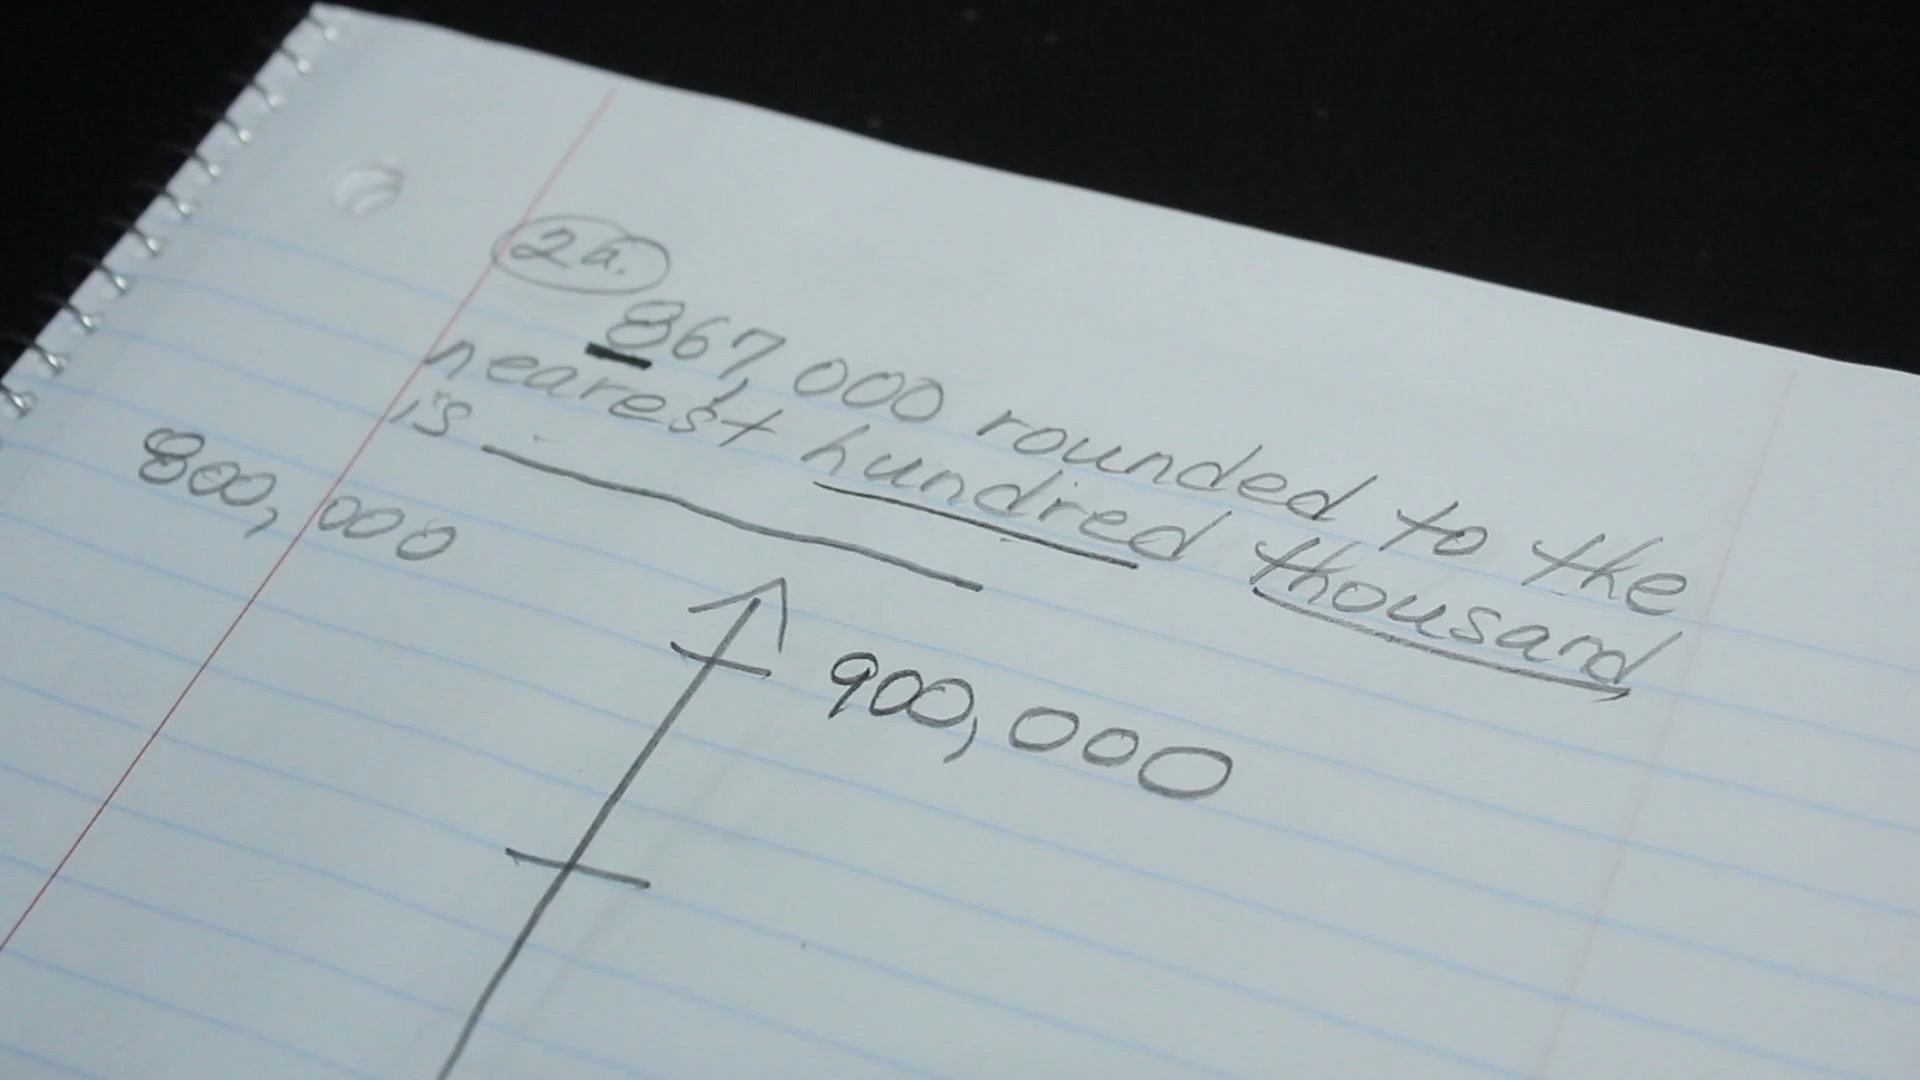 2a.
867,000 rounded to the
nearest hundred thousand
is
800,000
900,000